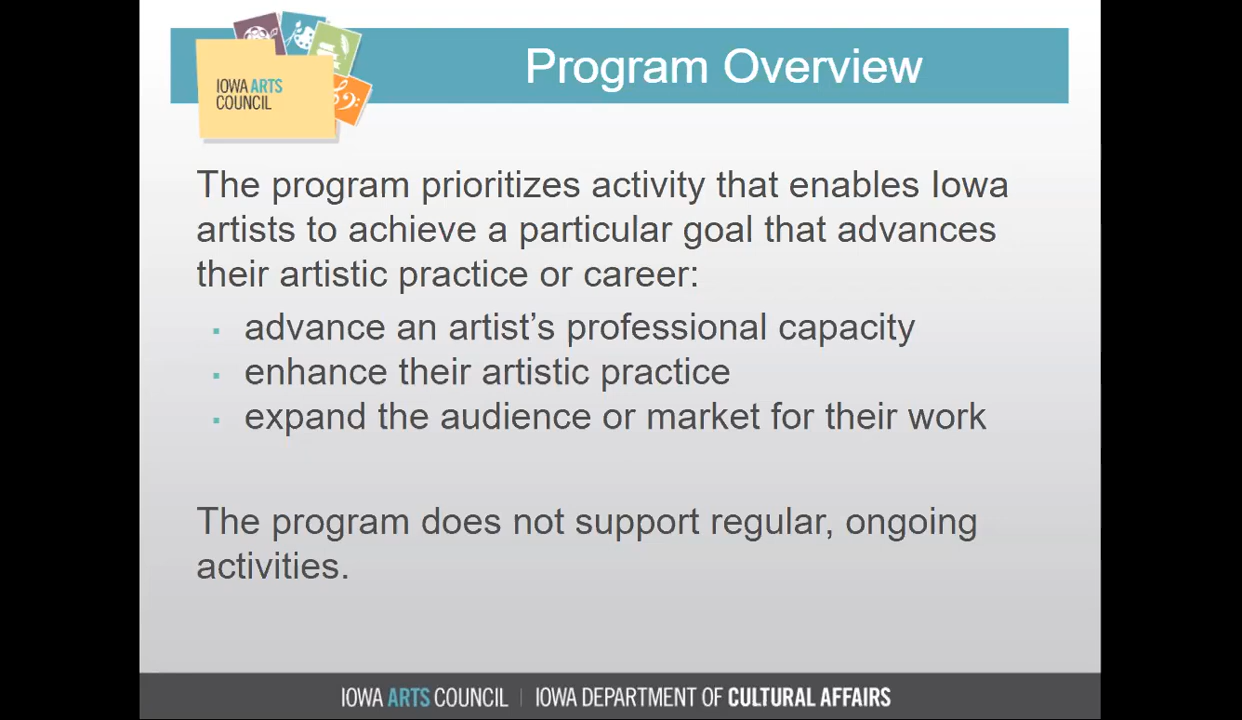 IOWA ARTS
COUNCIL
Program Overview
The program prioritizes activity that enables Iowa
artists to achieve a particular goal that advances
their artistic practice or career:
▪ advance an artist’s professional capacity
▪ enhance their artistic practice
▪ expand the audience or market for their work
The program does not support regular, ongoing
activities.
IOWA ARTS COUNCIL | IOWA DEPARTMENT OF CULTURAL AFFAIRS